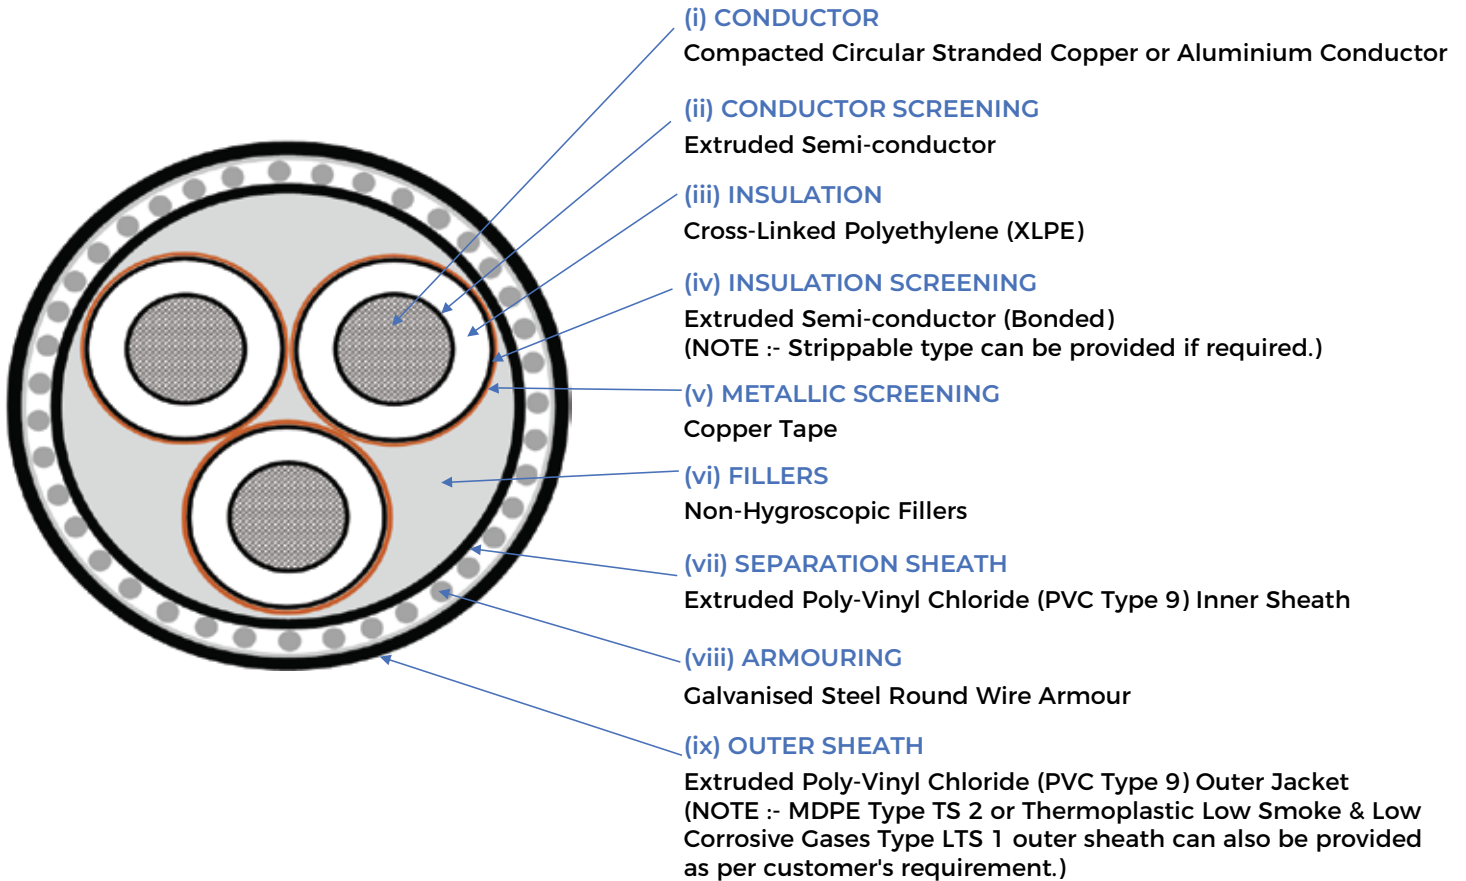 (i) CONDUCTOR
Compacted Circular Stranded Copper or Aluminium Conductor
(ii) CONDUCTOR SCREENING
Extruded Semi-conductor
(iii) INSULATION
Cross-Linked Polyethylene (XLPE)
(iv) INSULATION SCREENING
Extruded Semi-conductor (Bonded)
(NOTE :- Strippable type can be provided if required.)
(v) METALLIC SCREENING
Copper Tape
(vi) FILLERS
Non-Hygroscopic Fillers
(vii) SEPARATION SHEATH
Extruded Poly-Vinyl Chloride (PVC Type 9) Inner Sheath
(viii) ARMOURING
Galvanised Steel Round Wire Armour
(ix) OUTER SHEATH
Extruded Poly-Vinyl Chloride (PVC Type 9) Outer Jacket
(NOTE :- MDPE Type TS 2 or Thermoplastic Low Smoke & Low
Corrosive Gases Type LTS 1 outer sheath can also be provided
as per customer's requirement.)